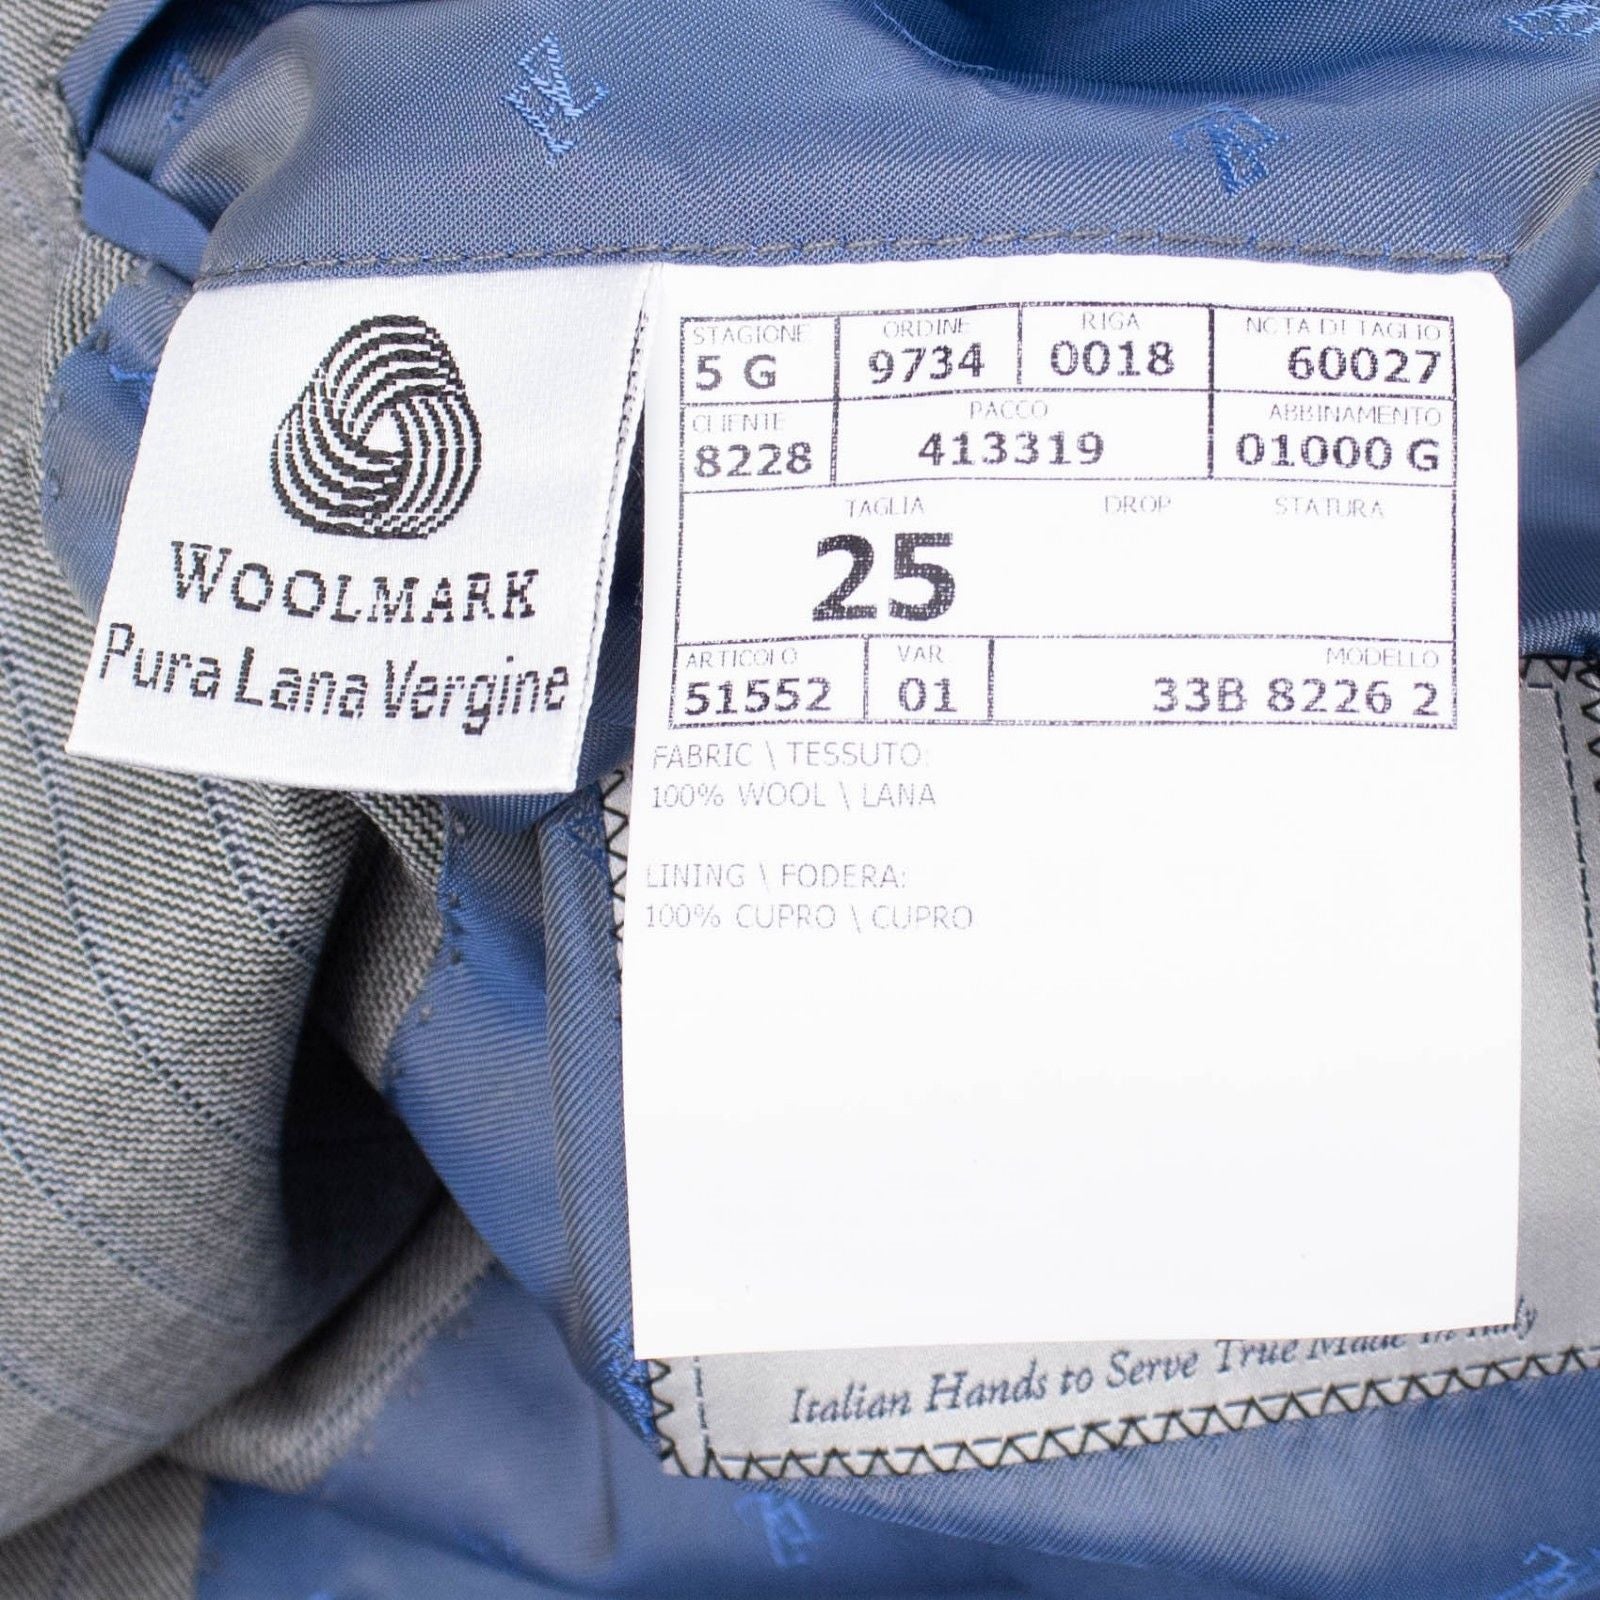 WOOLMARK
Pura Lana Vergine
STAGIONE ORDINE RIGA NOTA DI TAGLIO
5 G 9734 0018 60027
CLIENTE PACCO ABBINAMENTO
8228 413319 01000 G
TAGLIA DROP STATURA
25
ARTICOLO VAR. MODELLO
51552 01 33B 8226 2
FABRIC \ TESSUTO:
100% WOOL \ LANA
LINING \ FODERA:
100% CUPRO \ CUPRO
Italian Hands to Serve True Made in Italy